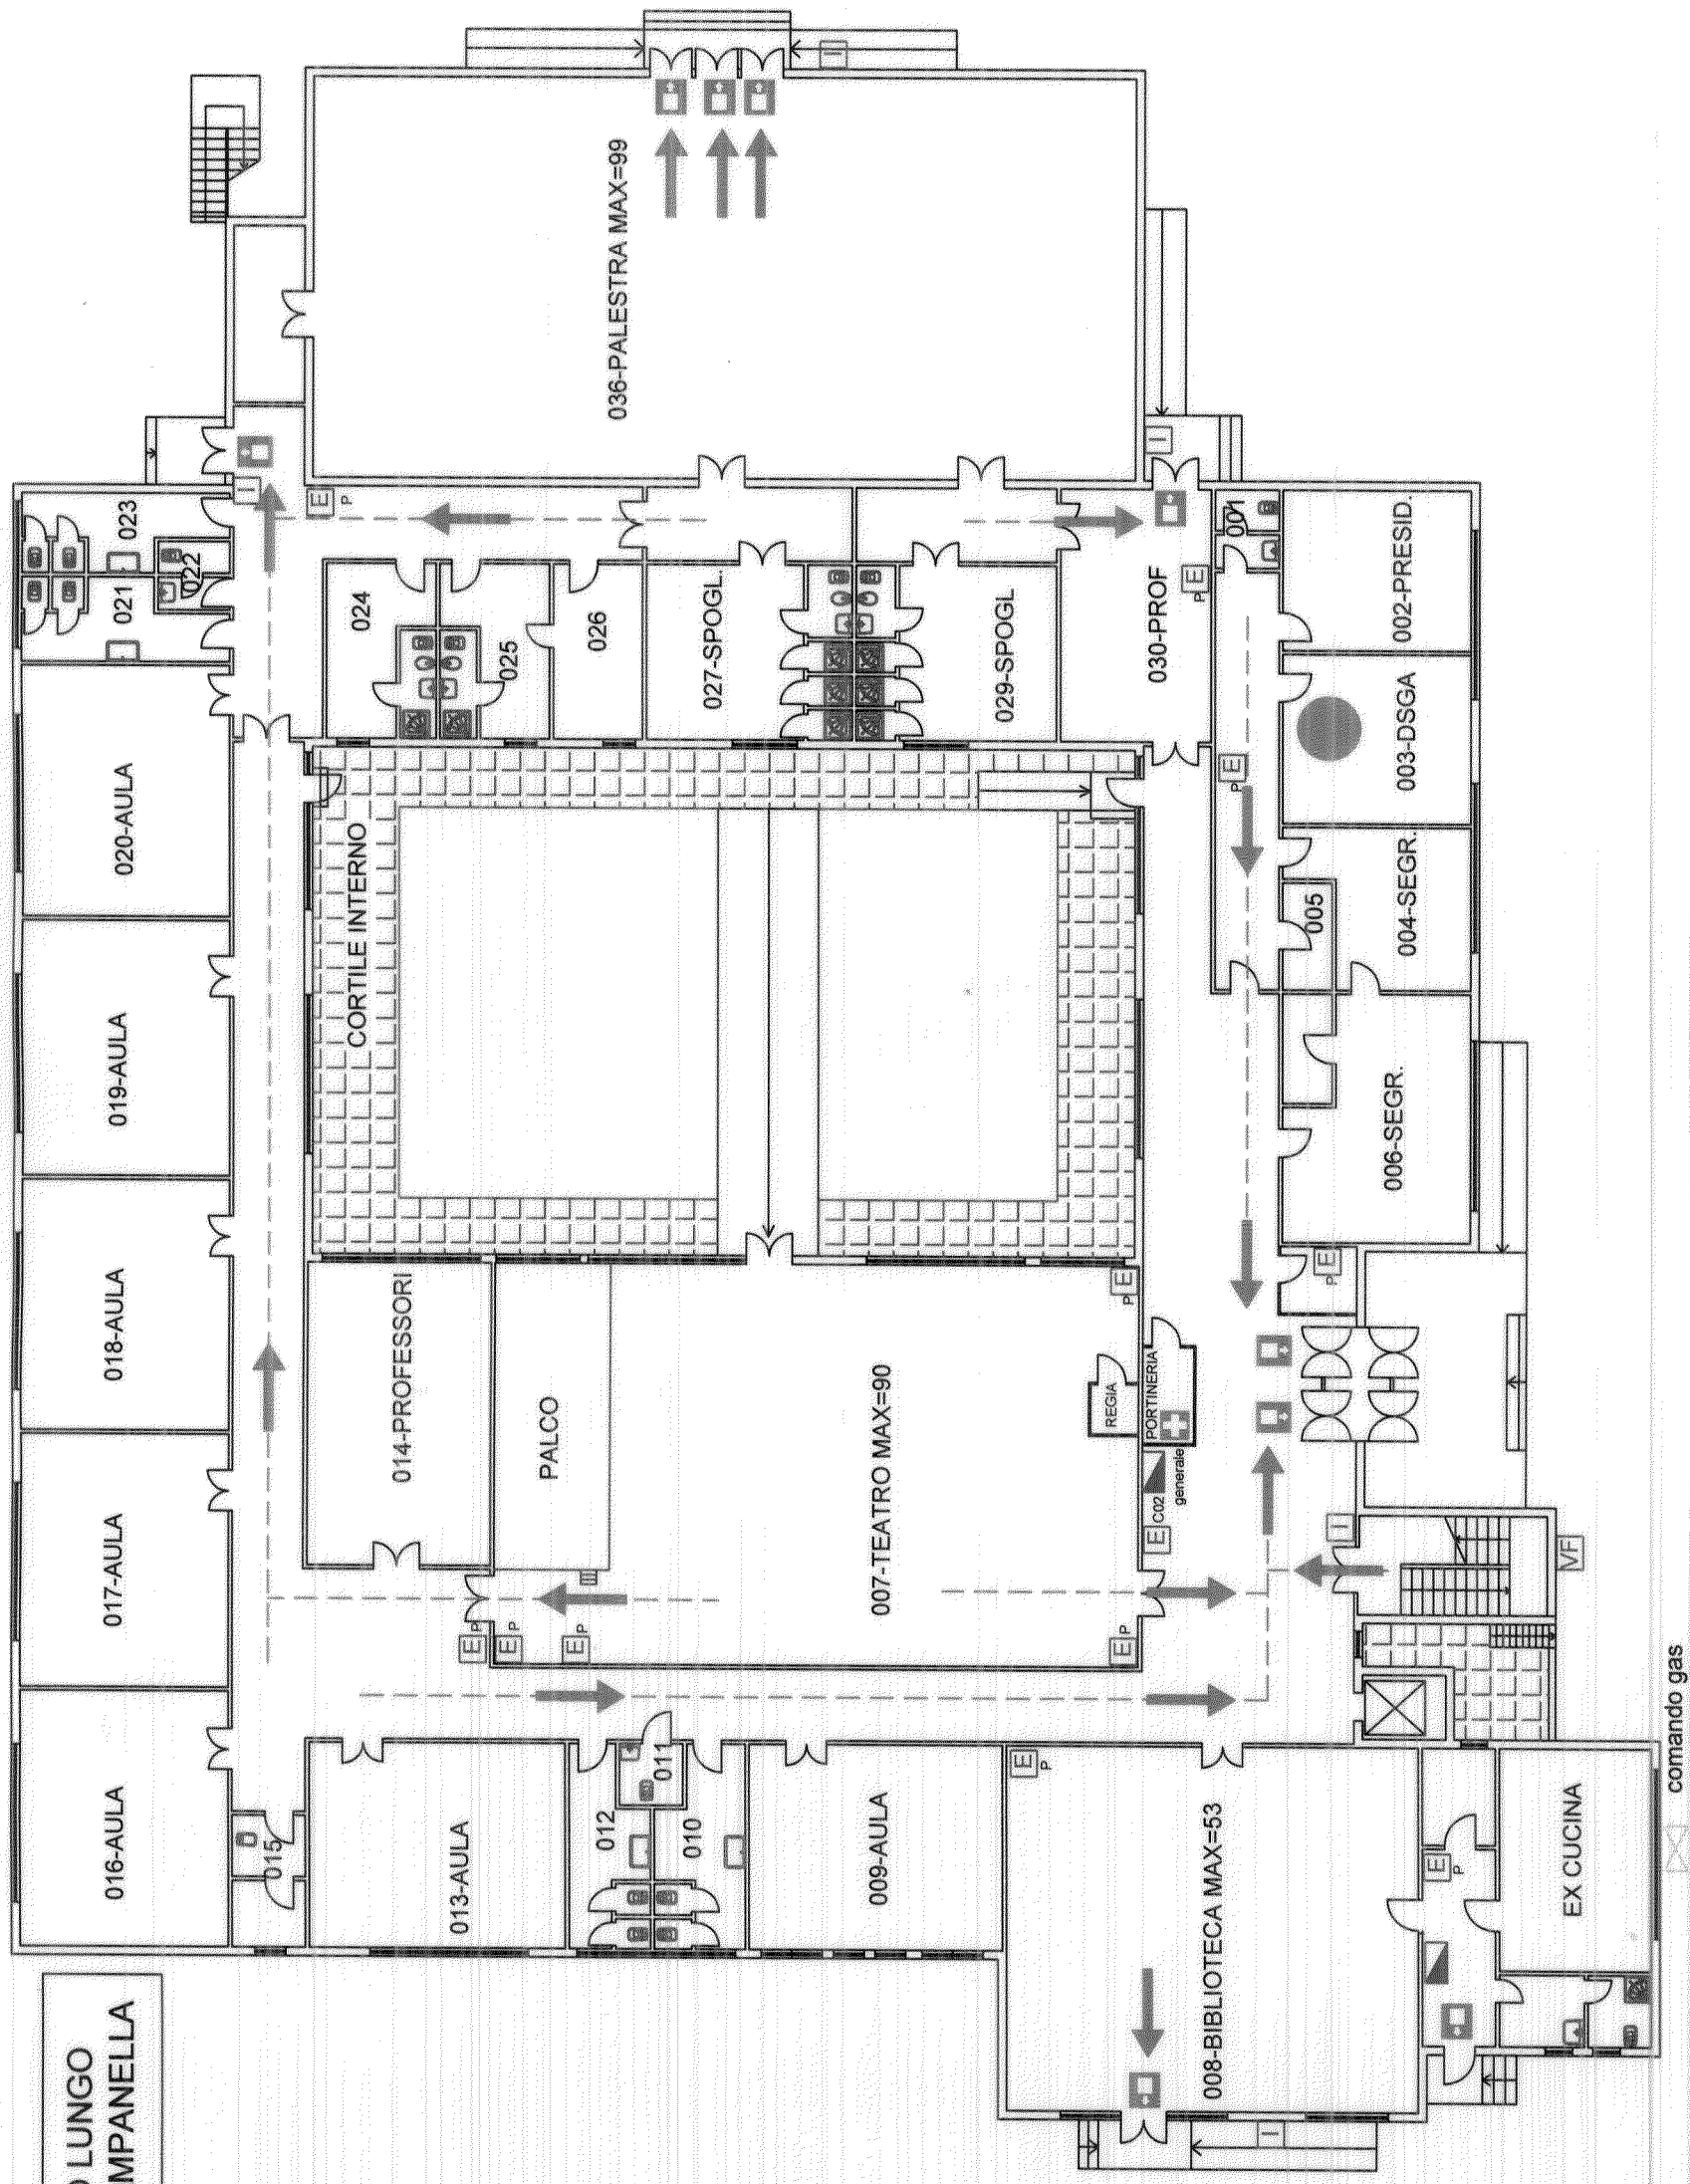 O LUNGO
MPANELLA
016-AULA
017-AULA
018-AULA
019-AULA
020-AULA
021
022
023
015
013-AULA
012
011
010
009-AULA
008-BIBLIOTECA MAX=53
EX CUCINA
comando gas
014-PROFESSORI
PALCO
007-TEATRO MAX=90
REGIA
PORTINERIA
E CO2
generale
CORTILE INTERNO
024
025
026
027-SPOGL.
029-SPOGL
030-PROF
036-PALESTRA MAX=99
001
002-PRESID.
003-DSGA
004-SEGR.
005
006-SEGR.
VF
E P
E P
E P
E P
E P
E P
E P
E P
E P
E P
E P
I
I
I
I
I